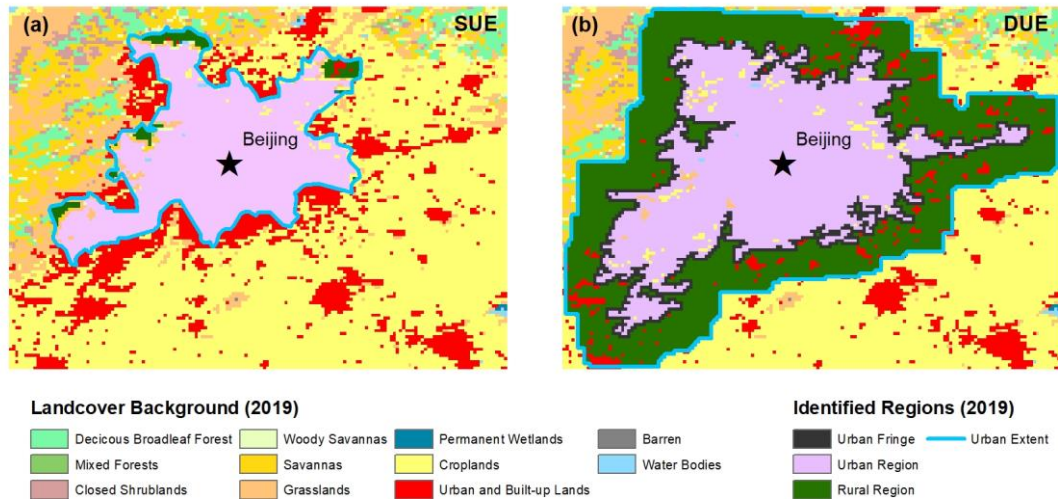 (a)
SUE
Beijing
(b)
DUE
Beijing
Landcover Background (2019)
Decicous Broadleaf Forest
Mixed Forests
Closed Shrublands
Woody Savannas
Savannas
Grasslands
Permanent Wetlands
Croplands
Urban and Built-up Lands
Barren
Water Bodies
Identified Regions (2019)
Urban Fringe
Urban Region
Rural Region
Urban Extent